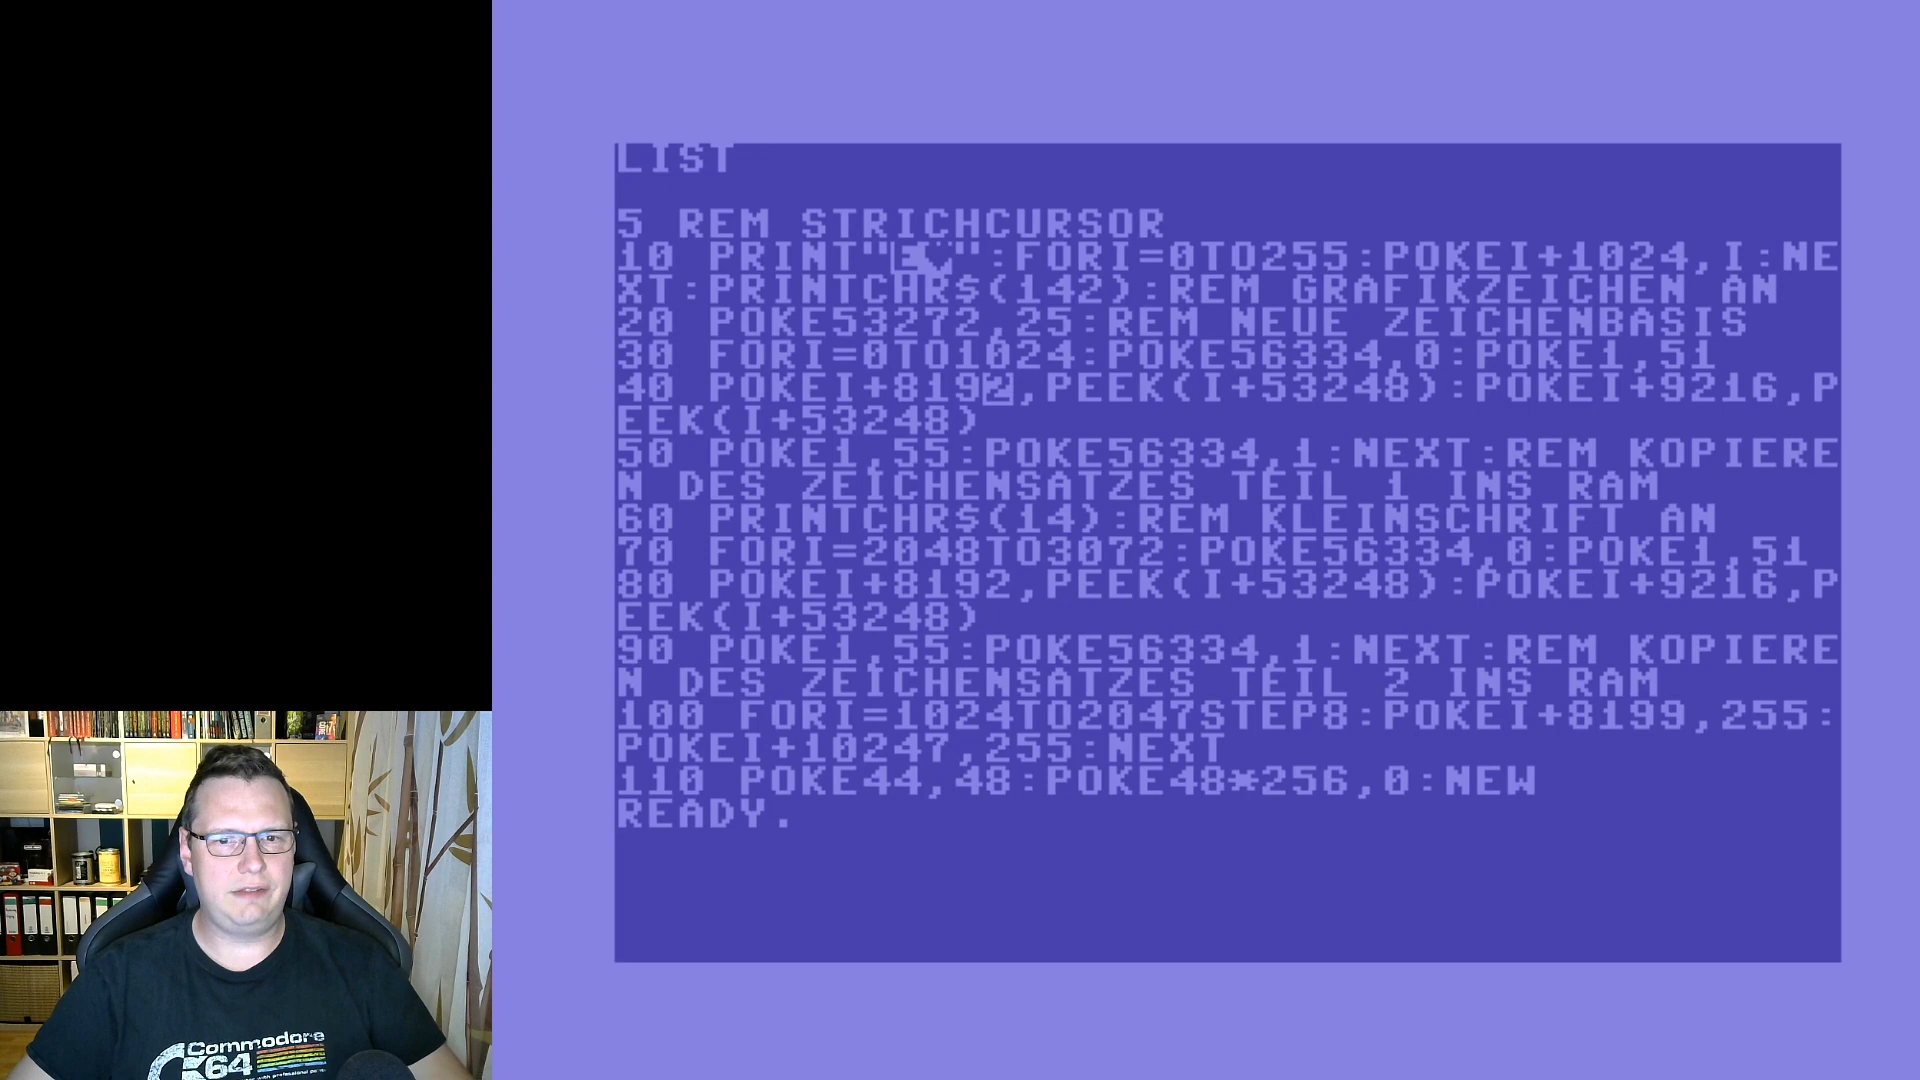 LIST
5 REM STRICHCURSOR
10 PRINT"E♥":FORI=0TO255:POKEI+1024,I:NE
XT:PRINTCHR$(142):REM GRAFIKZEICHEN AN
20 POKE53272,25:REM NEUE ZEICHENBASIS
30 FORI=0TO1024:POKE56334,0:POKE1,51
40 POKEI+8192,PEEK(I+53248):POKEI+9216,P
EEK(I+53248)
50 POKE1,55:POKE56334,1:NEXT:REM KOPIERE
N DES ZEICHENSATZES TEIL 1 INS RAM
60 PRINTCHR$(14):REM KLEINSCHRIFT AN
70 FORI=2048TO3072:POKE56334,0:POKE1,51
80 POKEI+8192,PEEK(I+53248):POKEI+9216,P
EEK(I+53248)
90 POKE1,55:POKE56334,1:NEXT:REM KOPIERE
N DES ZEICHENSATZES TEIL 2 INS RAM
100 FORI=1024TO2047STEP8:POKEI+8199,255:
POKEI+10247,255:NEXT
110 POKE44,48:POKE48*256,0:NEW
READY.
Commodore
64